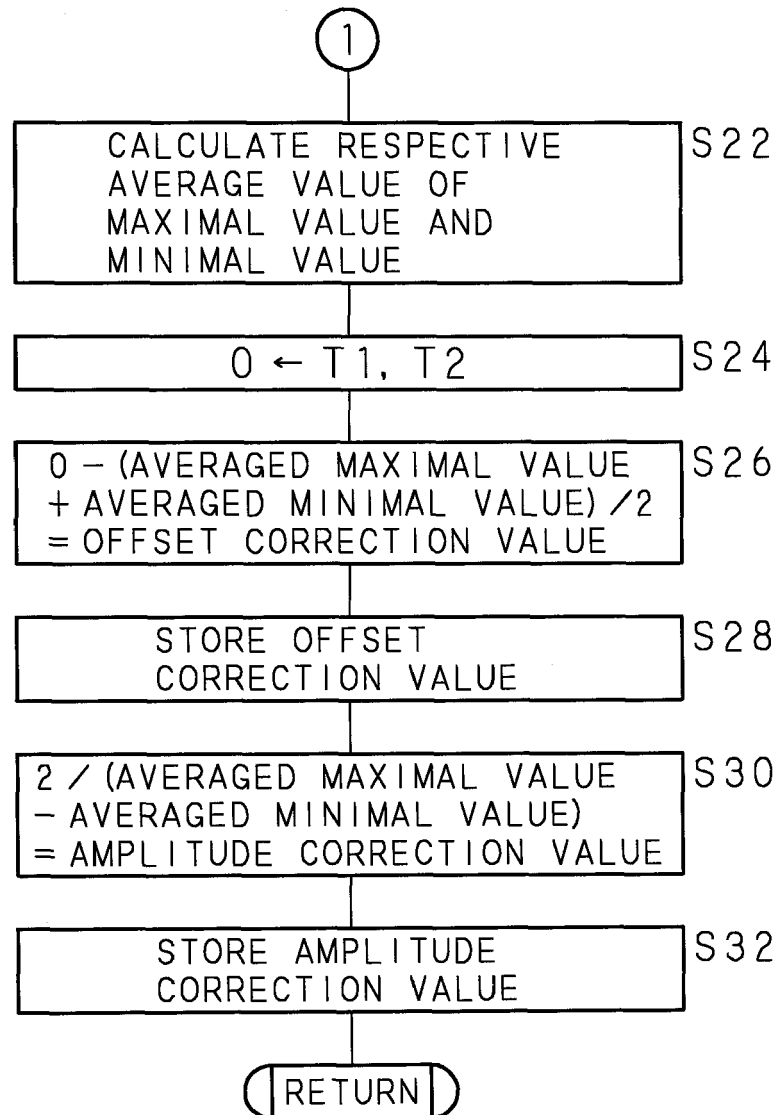 1
CALCULATE RESPECTIVE
AVERAGE VALUE OF
MAXIMAL VALUE AND
MINIMAL VALUE
S22
0 ← T1, T2
S24
0 - (AVERAGED MAXIMAL VALUE
+ AVERAGED MINIMAL VALUE) /2
= OFFSET CORRECTION VALUE
S26
STORE OFFSET
CORRECTION VALUE
S28
2 / (AVERAGED MAXIMAL VALUE
- AVERAGED MINIMAL VALUE)
= AMPLITUDE CORRECTION VALUE
S30
STORE AMPLITUDE
CORRECTION VALUE
S32
RETURN